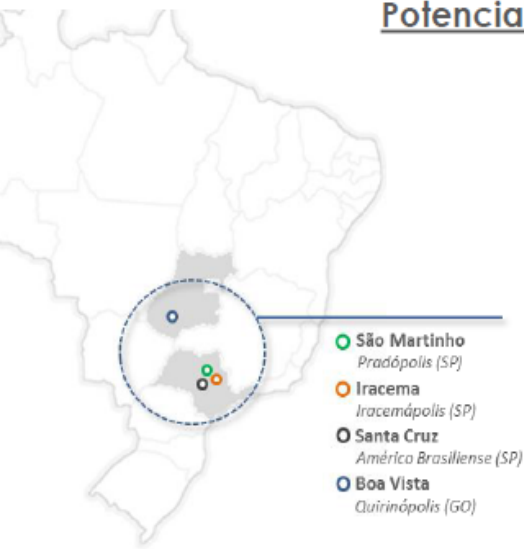 Potencia
São Martinho
Pradópolis (SP)
Iracema
Iracemápolis (SP)
Santa Cruz
Américo Brasiliense (SP)
Boa Vista
Quirinópolis (GO)